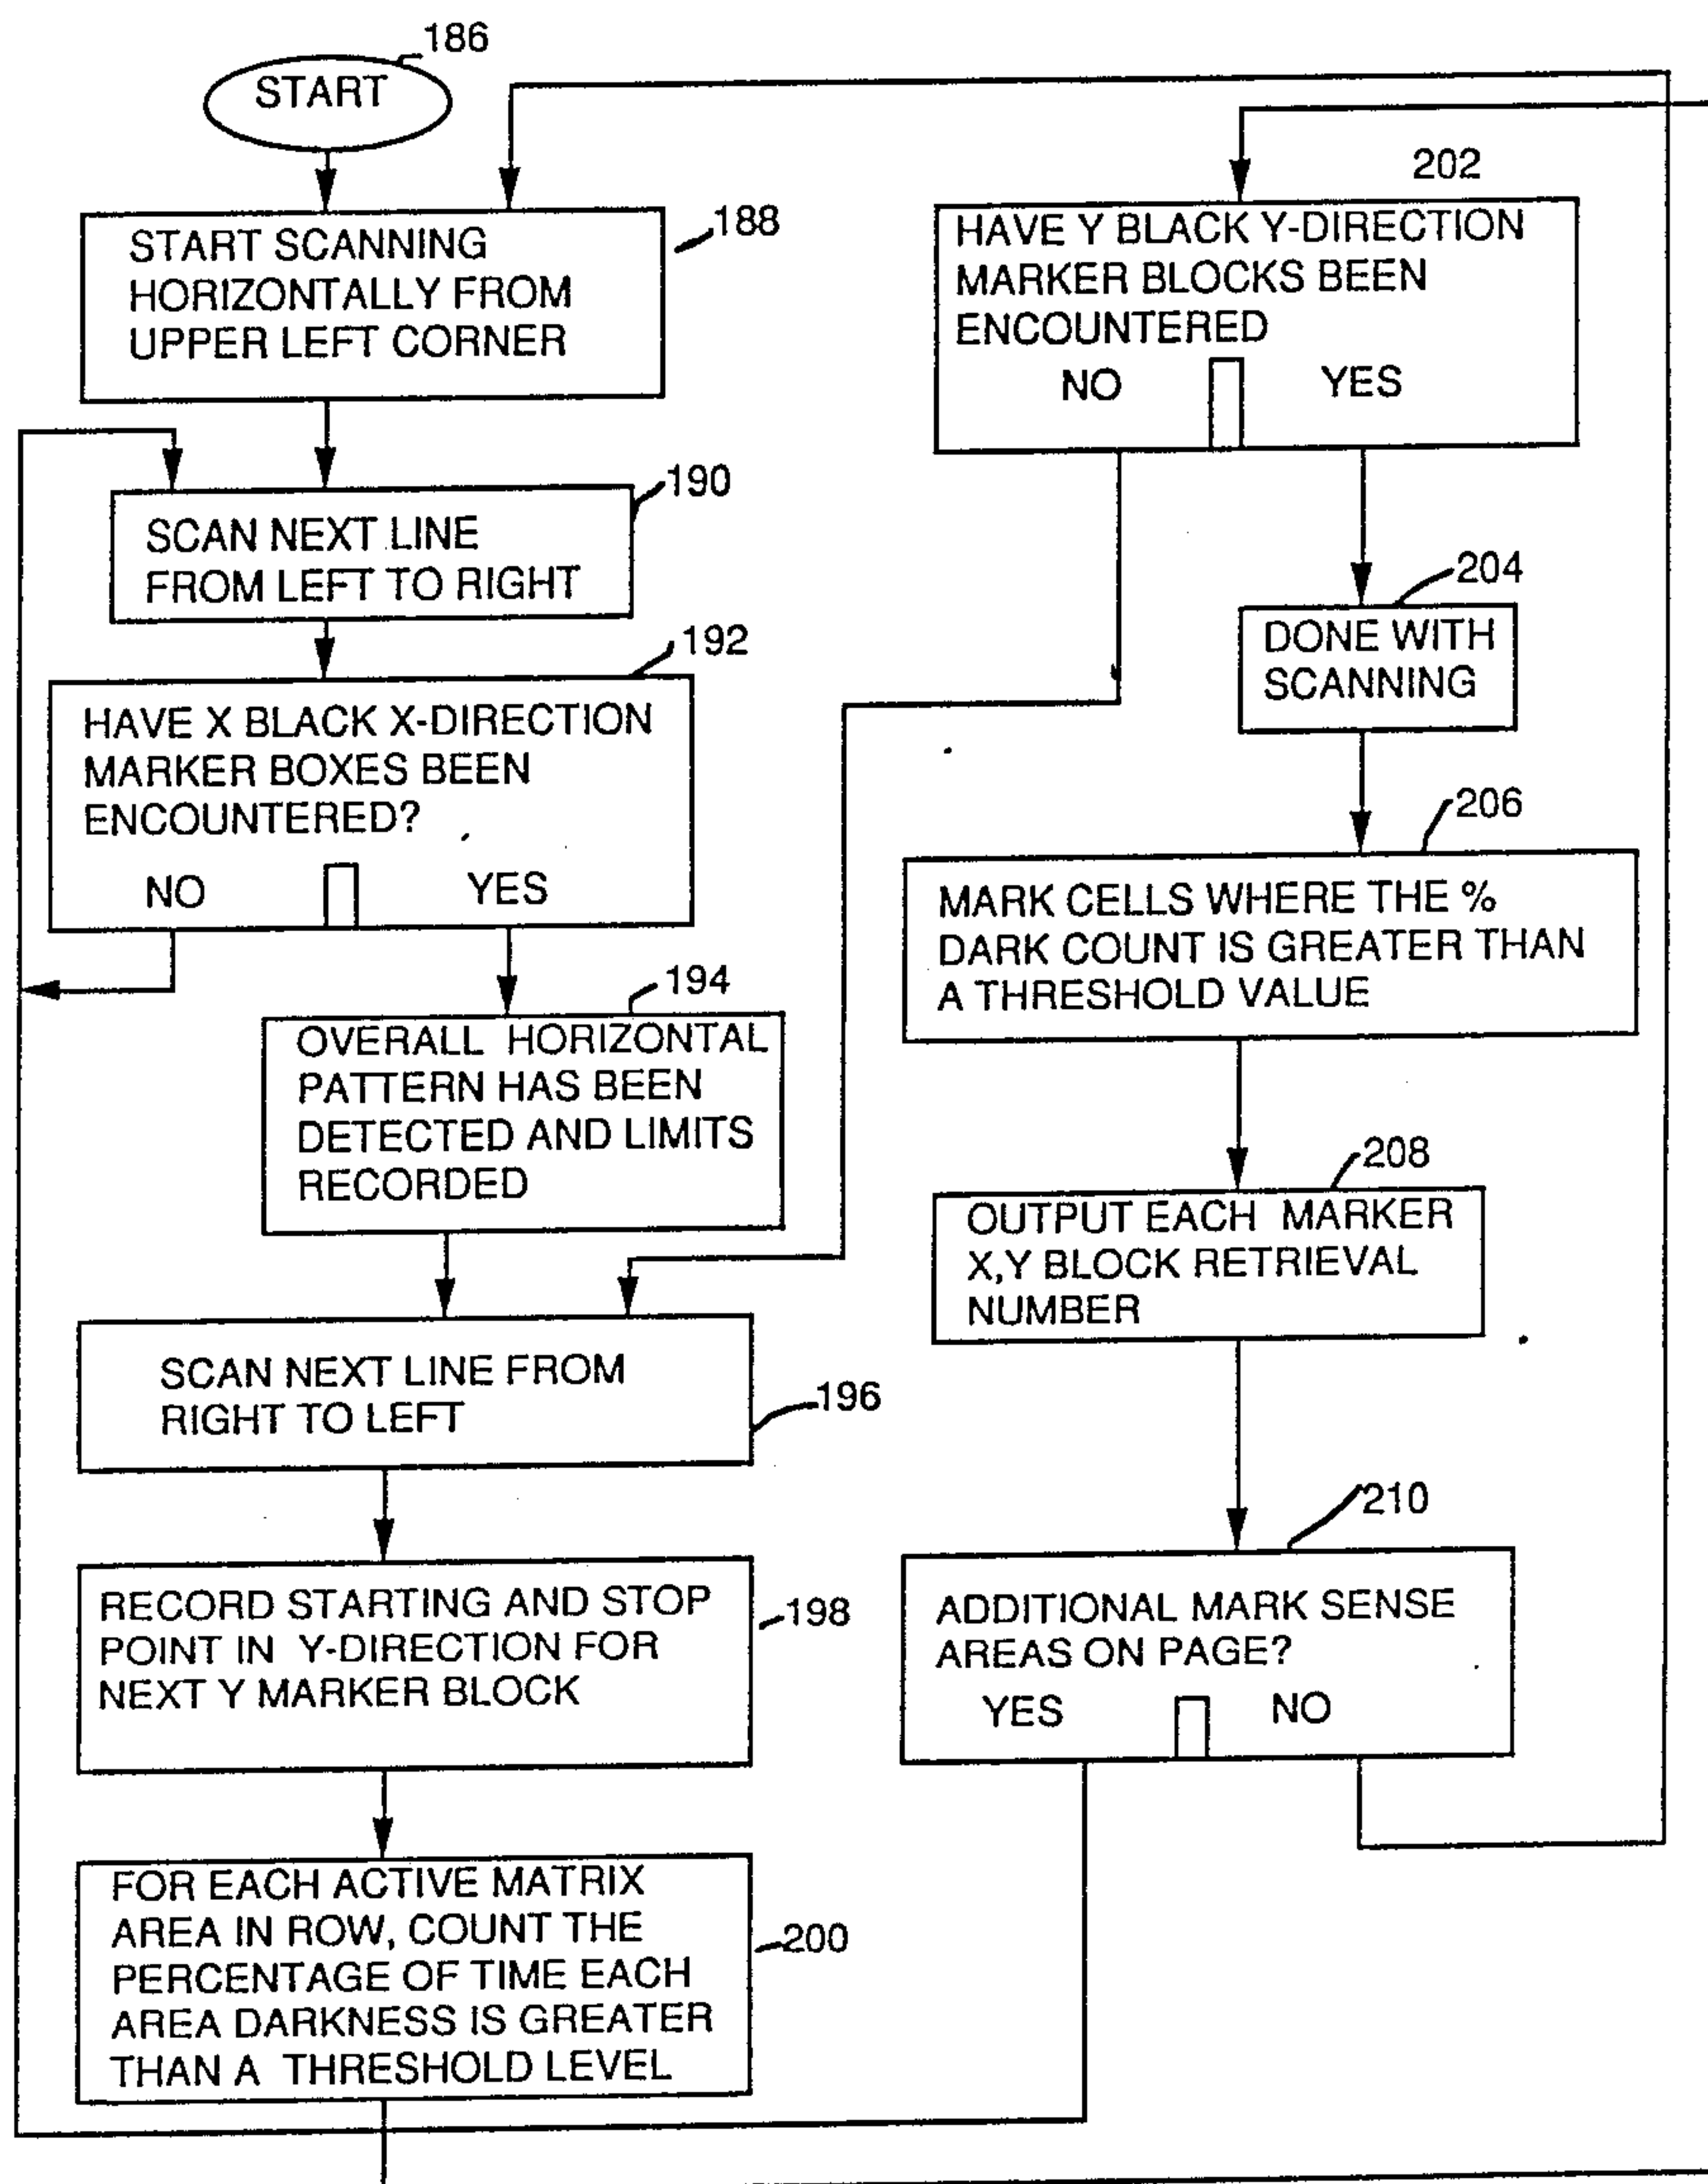 186
START
188
START SCANNING
HORIZONTALLY FROM
UPPER LEFT CORNER
190
SCAN NEXT LINE
FROM LEFT TO RIGHT
192
HAVE X BLACK X-DIRECTION
MARKER BOXES BEEN
ENCOUNTERED?
NO YES
194
OVERALL HORIZONTAL
PATTERN HAS BEEN
DETECTED AND LIMITS
RECORDED
SCAN NEXT LINE FROM
RIGHT TO LEFT
196
RECORD STARTING AND STOP
POINT IN Y-DIRECTION FOR
NEXT Y MARKER BLOCK
198
FOR EACH ACTIVE MATRIX
AREA IN ROW, COUNT THE
PERCENTAGE OF TIME EACH
AREA DARKNESS IS GREATER
THAN A THRESHOLD LEVEL
200
202
HAVE Y BLACK Y-DIRECTION
MARKER BLOCKS BEEN
ENCOUNTERED
NO YES
204
DONE WITH
SCANNING
206
MARK CELLS WHERE THE %
DARK COUNT IS GREATER THAN
A THRESHOLD VALUE
208
OUTPUT EACH MARKER
X,Y BLOCK RETRIEVAL
NUMBER
210
ADDITIONAL MARK SENSE
AREAS ON PAGE?
YES NO